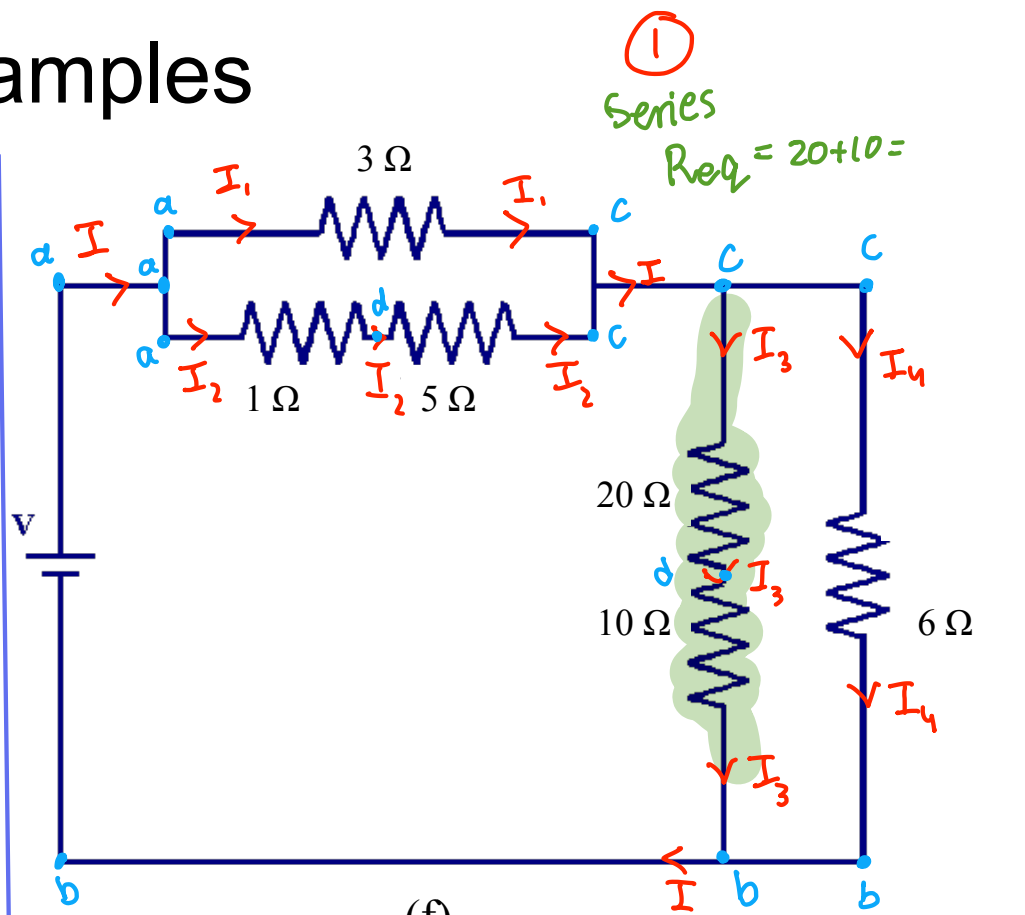 amples
①
Series
Req = 20+10=
3 Ω
I₁
I₁
a
c
a
I
a
I
c
c
d
a
c
I₂
1 Ω
I₂
5 Ω
I₂
I₃
I₄
20 Ω
V
d
I₃
10 Ω
6 Ω
I₄
I₃
b
I
b
b
(f)